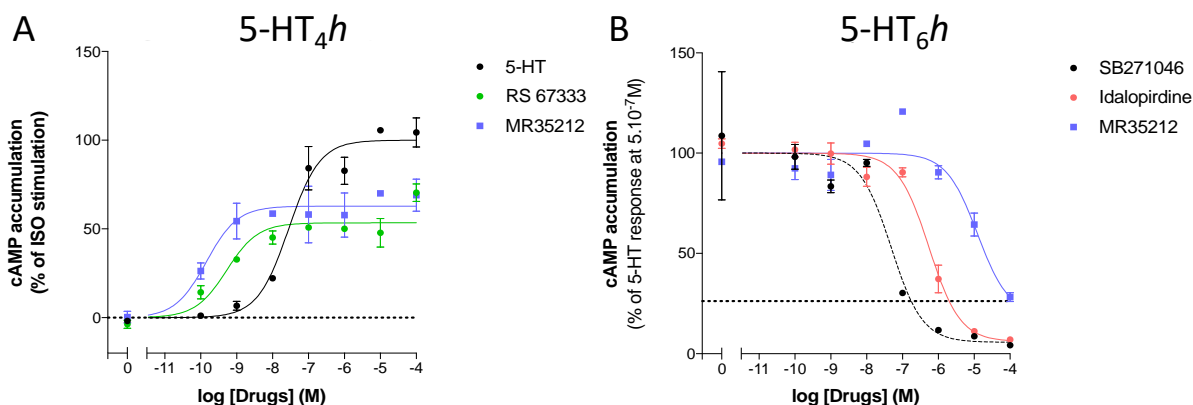 A
5-HT₄h
150
100
50
0
cAMP accumulation
(% of ISO stimulation)
0 -11 -10 -9 -8 -7 -6 -5 -4
log [Drugs] (M)
5-HT
RS 67333
MR35212
B
5-HT₆h
150
100
50
0
cAMP accumulation
(% of 5-HT response at 5.10⁻⁷M)
0 -11 -10 -9 -8 -7 -6 -5 -4
log [Drugs] (M)
SB271046
Idalopirdine
MR35212